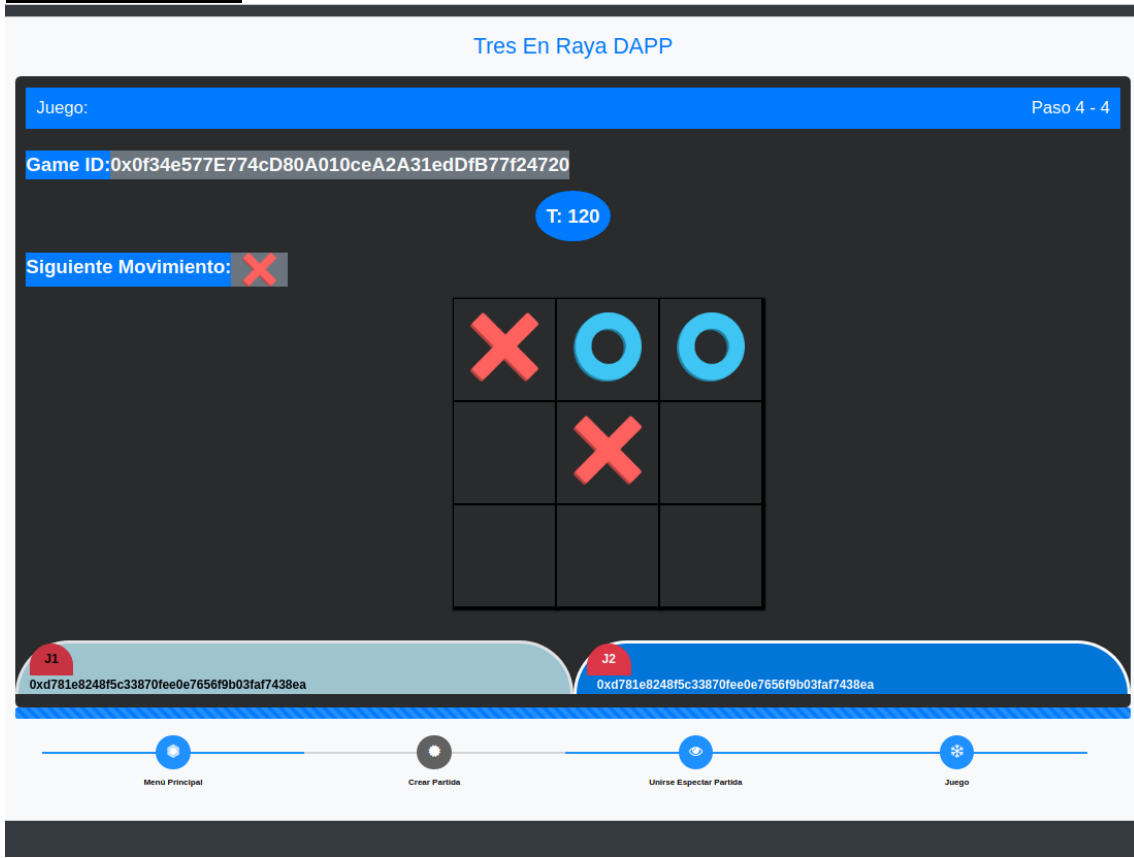 Tres En Raya DAPP
Juego: Paso 4 - 4
Game ID:0x0f34e577E774cD80A010ceA2A31edDfB77f24720
T: 120
Siguiente Movimiento:
J1
0xd781e8248f5c33870fee0e7656f9b03faf7438ea
J2
0xd781e8248f5c33870fee0e7656f9b03faf7438ea
Menú Principal
Crear Partida
Unirse Espectar Partida
Juego